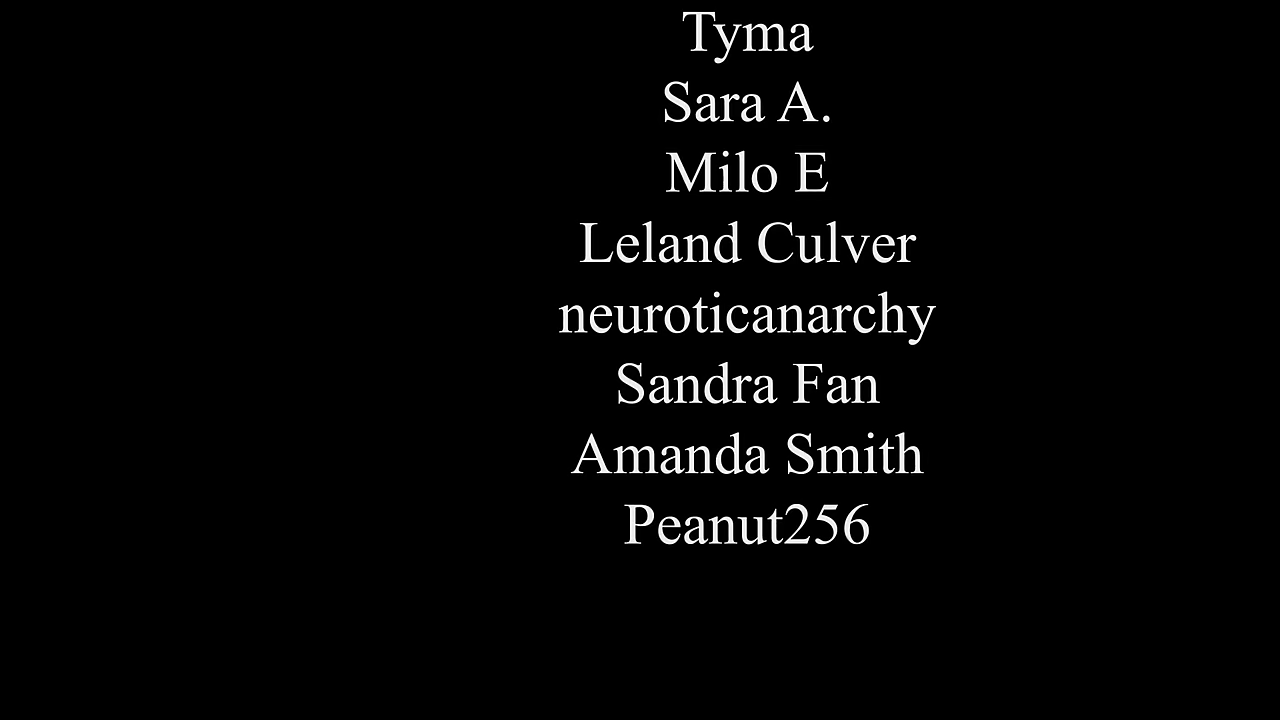 Tyma
Sara A.
Milo E
Leland Culver
neuroticanarchy
Sandra Fan
Amanda Smith
Peanut256